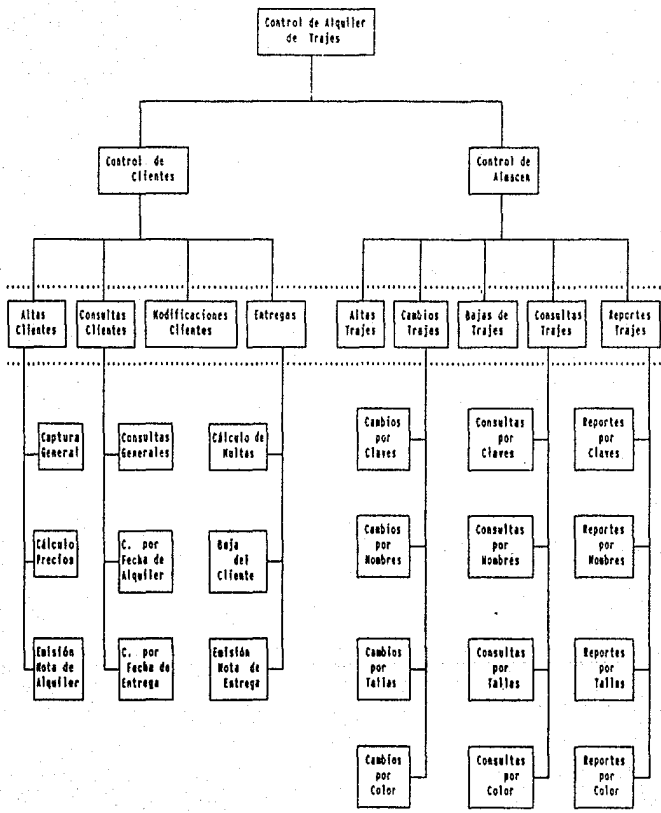 Control de Alquiler
de Trajes
Control de
Clientes
Control de
Almacen
Altas
Clientes
Consultas
Clientes
Modificaciones
Clientes
Entregas
Altas
Trajes
Cambios
Trajes
Bajas de
Trajes
Consultas
Trajes
Reportes
Trajes
Captura
General
Consultas
Generales
Cálculo de
Multas
Cambios
por
Claves
Consultas
por
Claves
Reportes
por
Claves
Cálculo
Precios
C. por
Fecha de
Alquiler
Baja
del
Cliente
Cambios
por
Nombres
Consultas
por
Nombrés
Reportes
por
Nombres
Emisión
Nota de
Alquiler
C. por
Fecha de
Entrega
Emisión
Nota de
Entrega
Cambios
por
Tallas
Consultas
por
Tallas
Reportes
por
Tallas
Cambios
por
Color
Consultas
por
Color
Reportes
por
Color